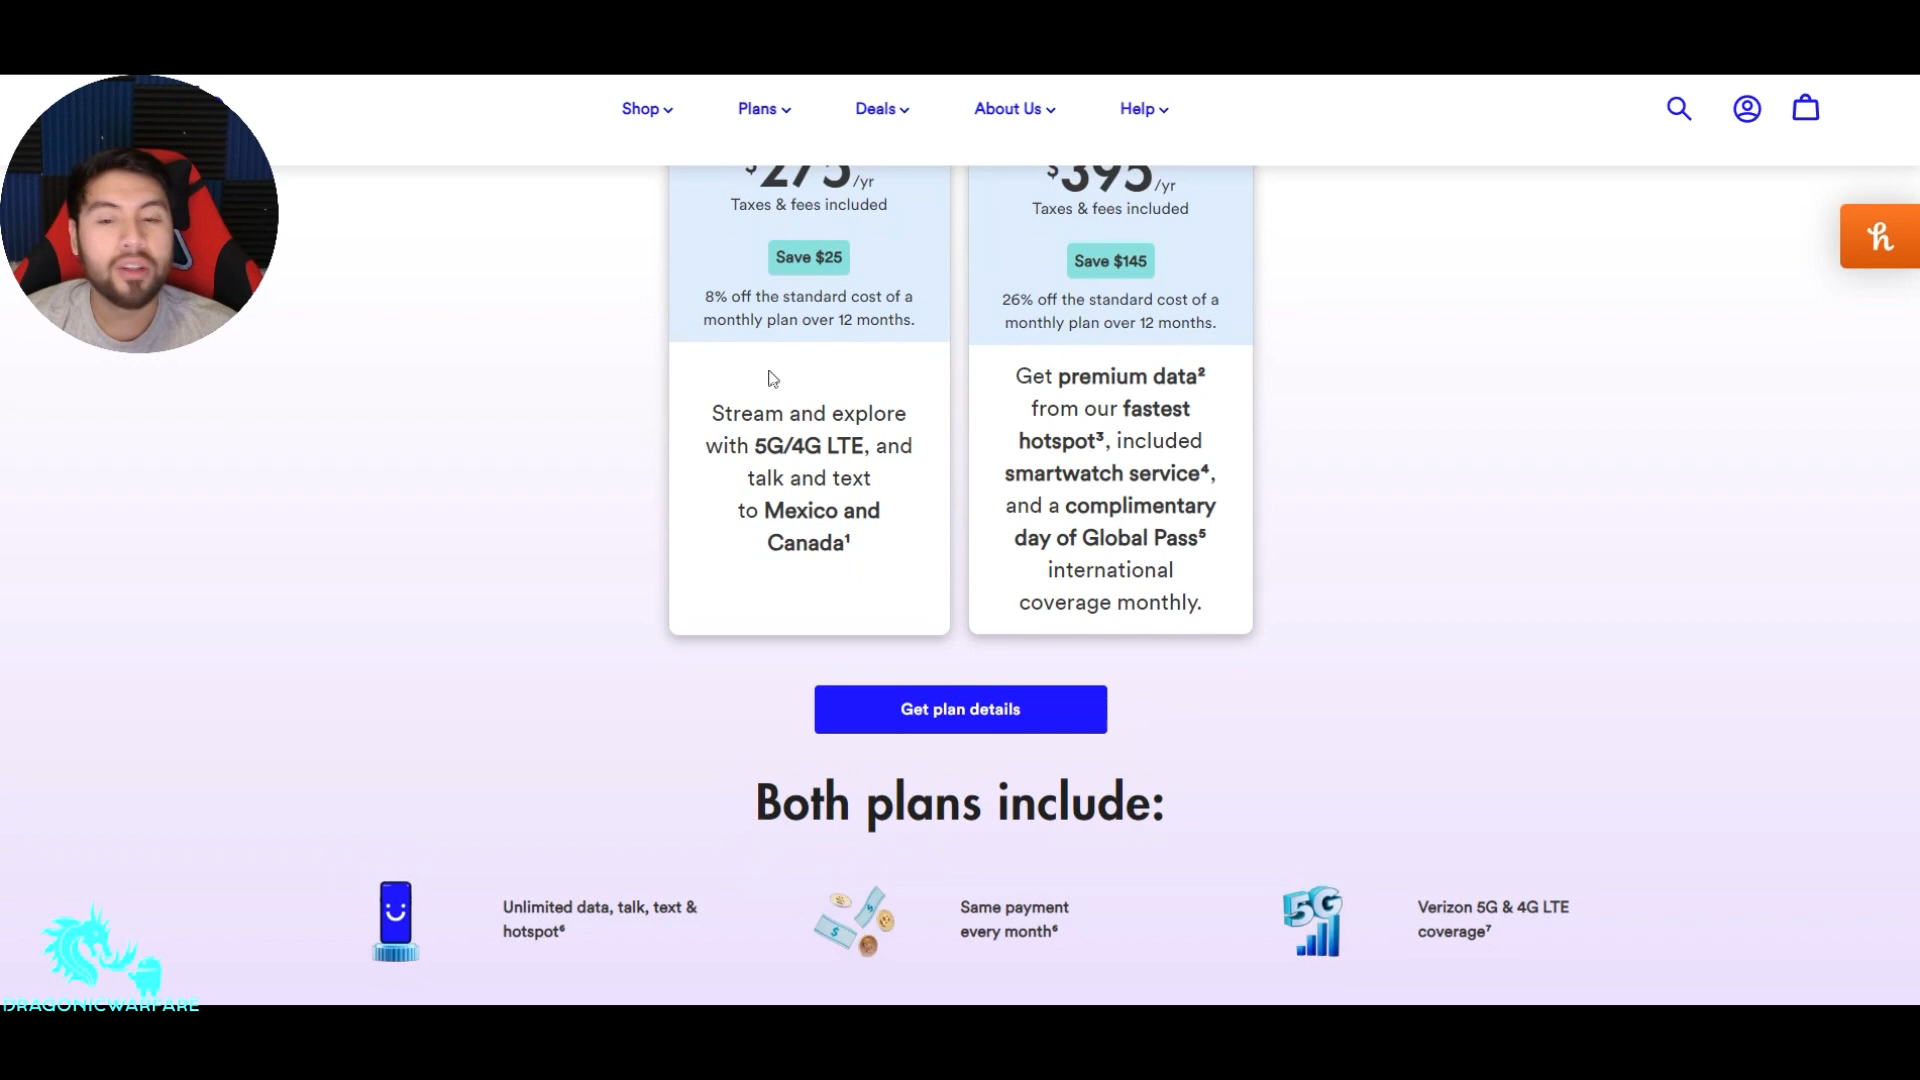 Shop
Plans
Deals
About Us
Help
$275/yr
Taxes & fees included
Save $25
8% off the standard cost of a
monthly plan over 12 months.
Stream and explore
with 5G/4G LTE, and
talk and text
to Mexico and
Canada¹
$395/yr
Taxes & fees included
Save $145
26% off the standard cost of a
monthly plan over 12 months.
Get premium data²
from our fastest
hotspot³, included
smartwatch service⁴,
and a complimentary
day of Global Pass⁵
international
coverage monthly.
Get plan details
Both plans include:
Unlimited data, talk, text &
hotspot⁶
Same payment
every month⁶
5G
Verizon 5G & 4G LTE
coverage⁷
DRAGONICWARFARE